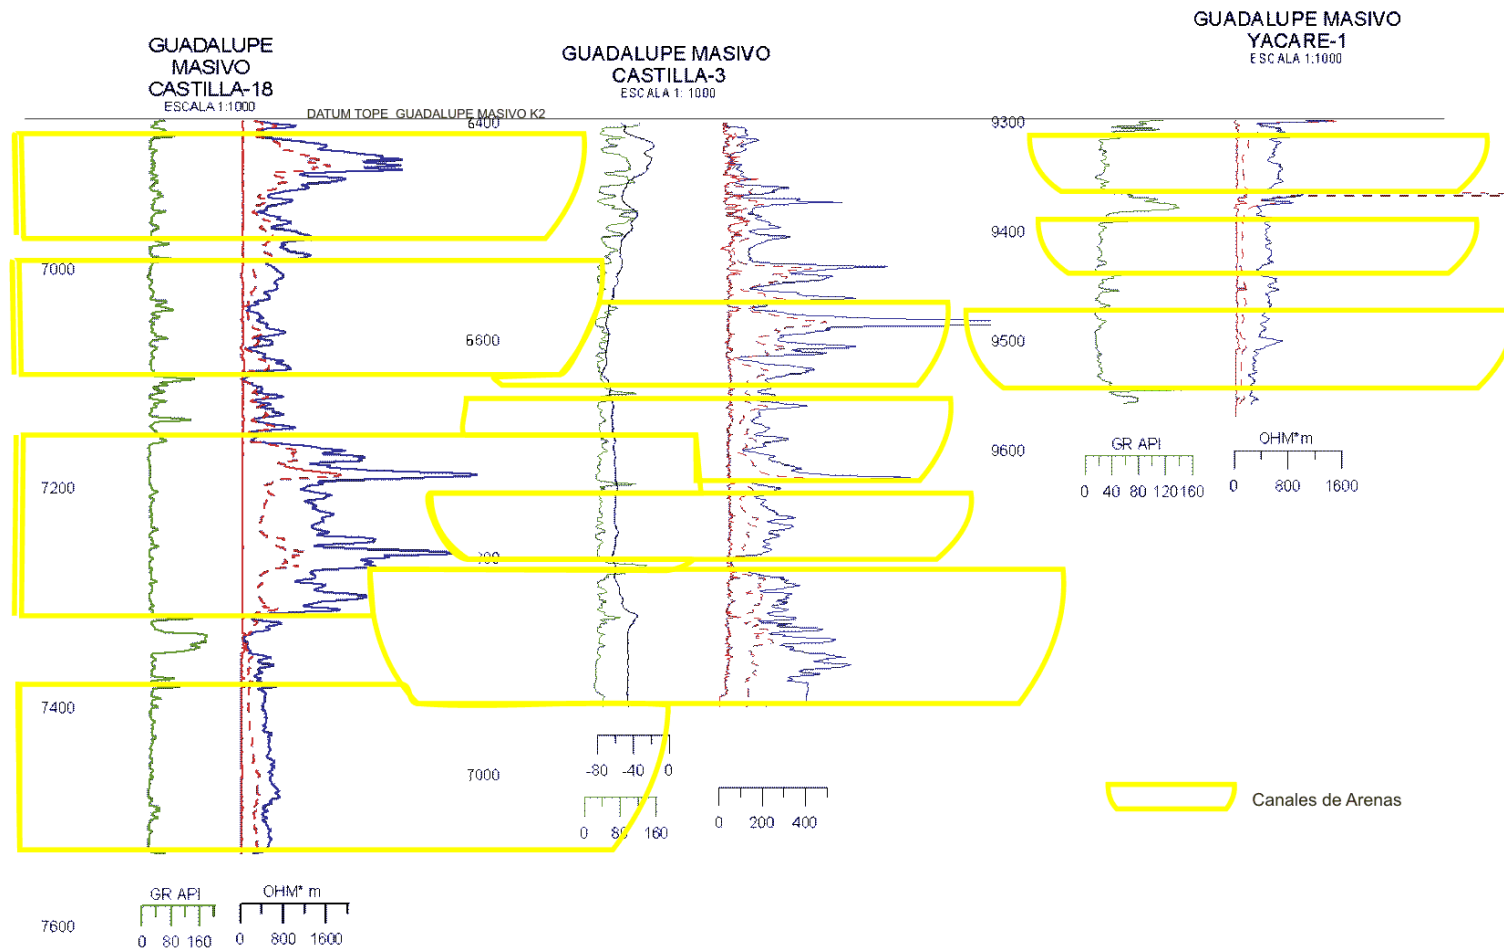 GUADALUPE
MASIVO
CASTILLA-18
ESCALA 1:1000
GUADALUPE MASIVO
CASTILLA-3
ESCALA 1: 1000
GUADALUPE MASIVO
YACARE-1
ESCALA 1:1000
DATUM TOPE GUADALUPE MASIVO K2
7000
7200
7400
7600
6400
6600
7000
9300
9400
9500
9600
GR API
0 80 160
OHM* m
0 800 1600
-80 -40 0
0 80 160
0 200 400
GR API
0 40 80 120 160
OHM*m
0 800 1600
Canales de Arenas